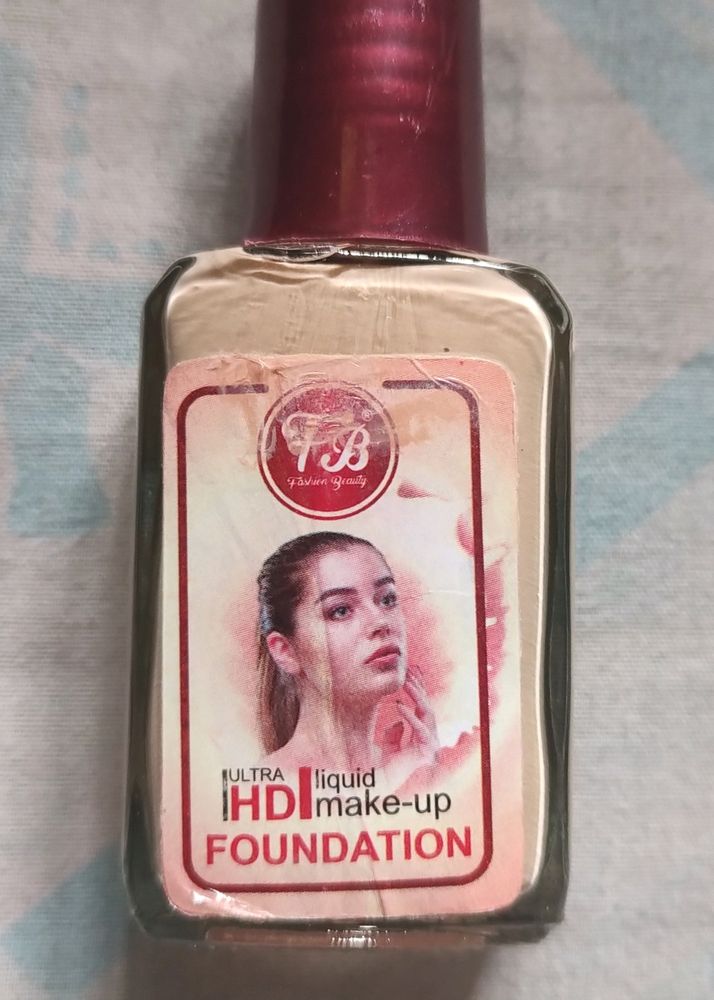 FB®
Fashion Beauty
ULTRA
HD liquid
make-up
FOUNDATION